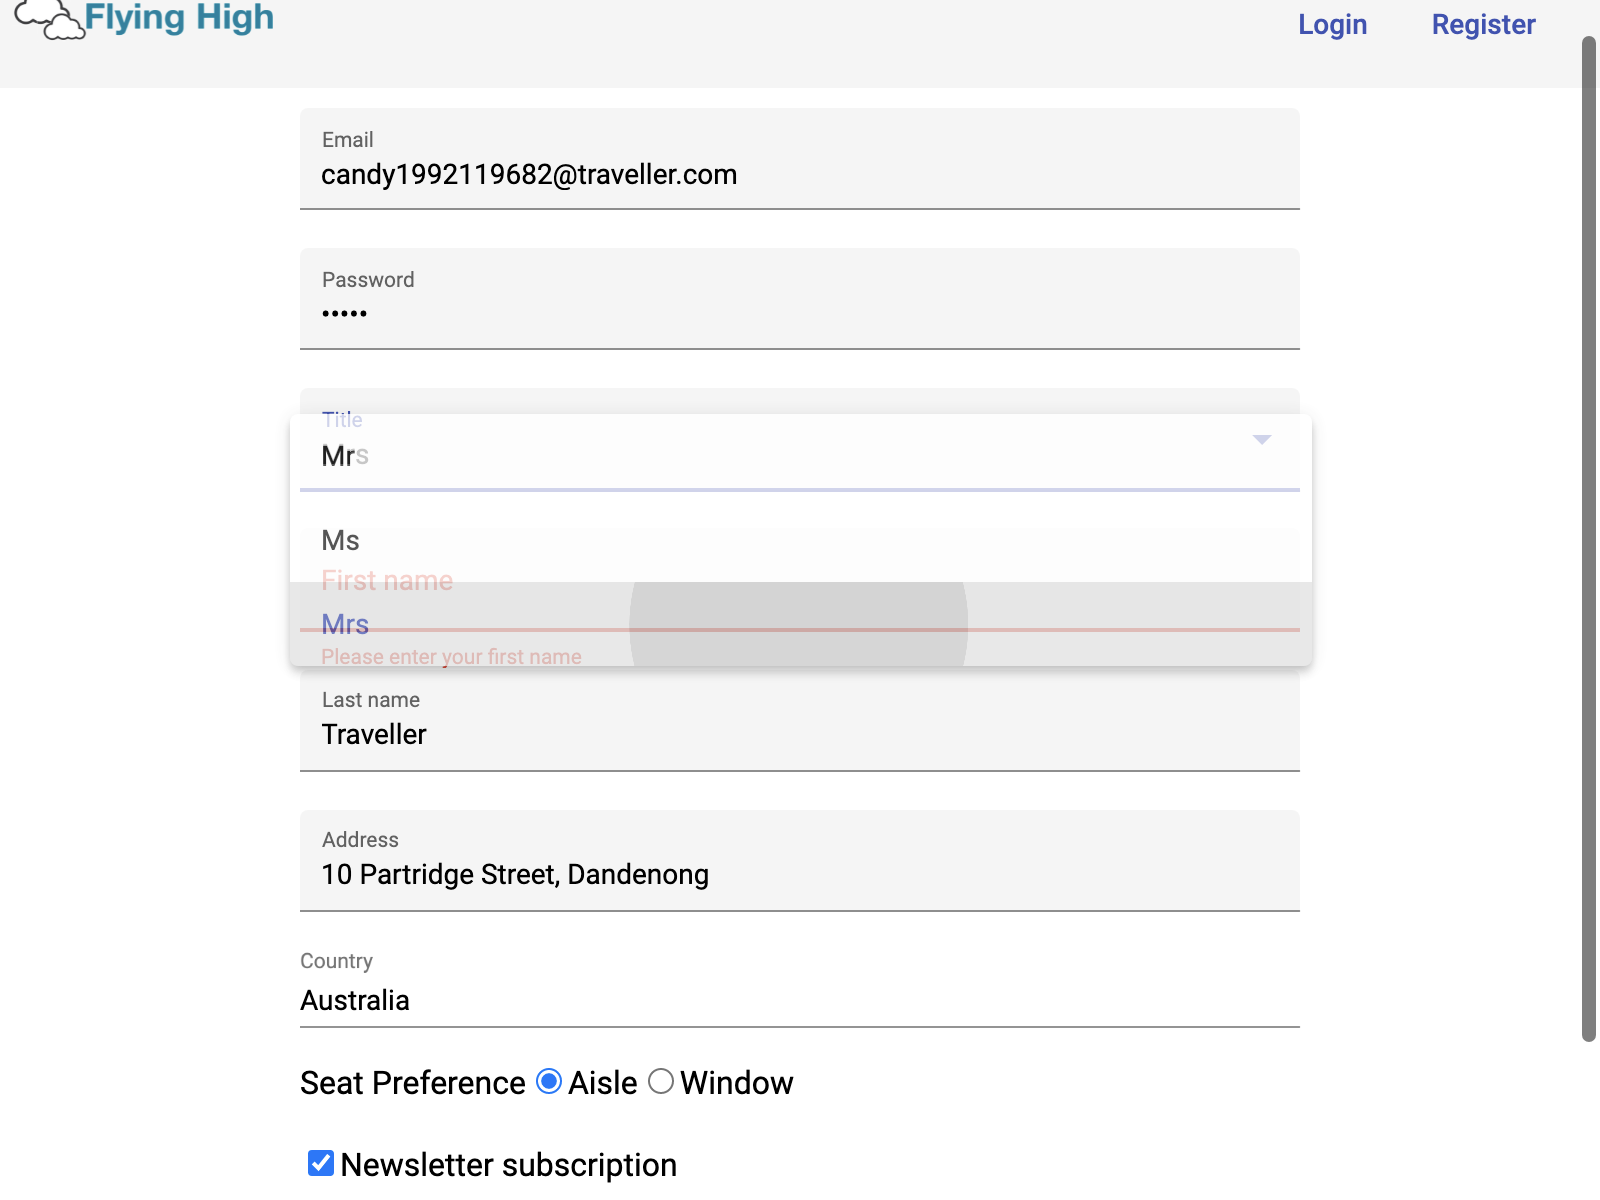 Flying High
Login
Register
Email
candy1992119682@traveller.com
Password
•••••
Title
Mrs
Ms
First name
Mrs
Please enter your first name
Last name
Traveller
Address
10 Partridge Street, Dandenong
Country
Australia
Seat Preference Aisle Window
Newsletter subscription